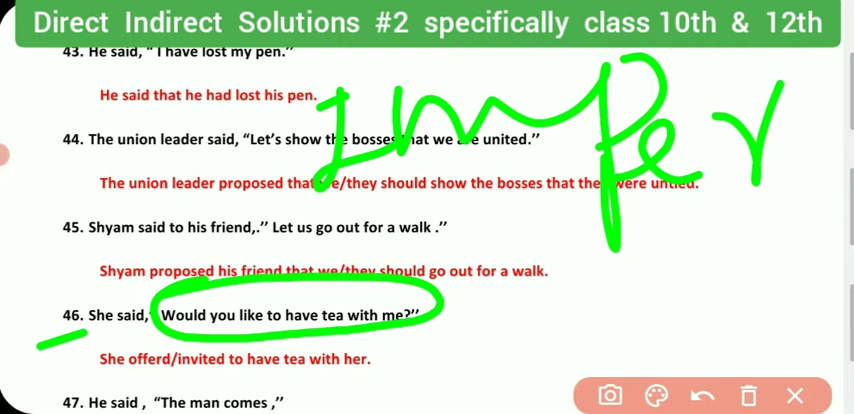 Direct Indirect Solutions #2 specifically class 10th & 12th
43. He said, “ I have lost my pen.’’
He said that he had lost his pen.
Imper
44. The union leader said, “Let’s show the bosses that we are united.’’
The union leader proposed that we/they should show the bosses that they were untied.
45. Shyam said to his friend,.’’ Let us go out for a walk .’’
Shyam proposed his friend that we/they should go out for a walk.
46. She said,“ Would you like to have tea with me?’’
She offerd/invited to have tea with her.
47. He said , “The man comes ,’’